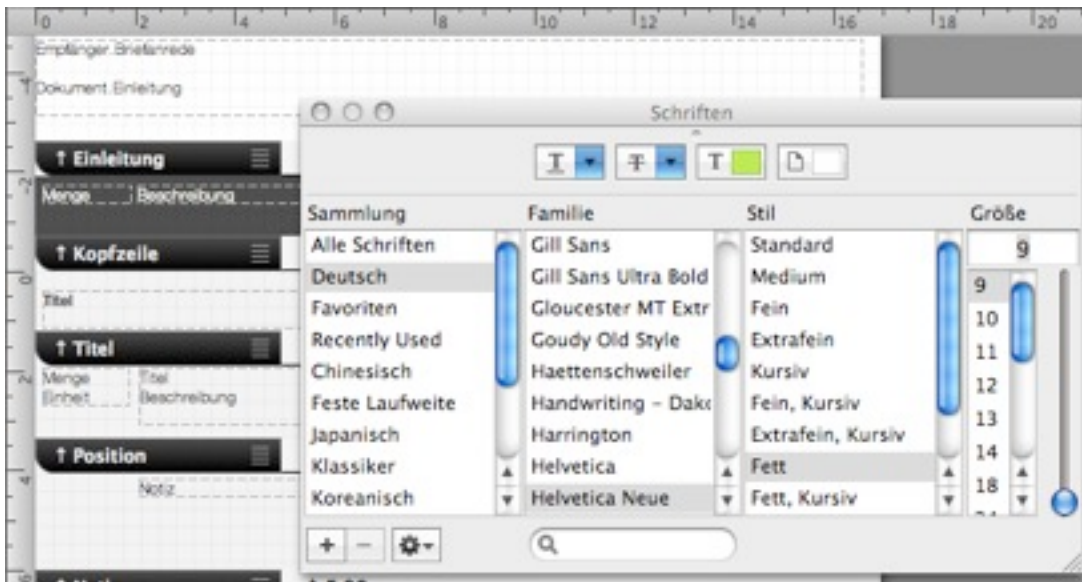 0 2 4 6 8 10 12 14 16 18 20
Empfänger.Briefanrede
Dokument.Einleitung
↑ Einleitung
Menge Beschreibung
↑ Kopfzeile
Titel
↑ Titel
Menge Titel
Einheit Beschreibung
↑ Position
Notiz
Schriften
T T T
Sammlung Familie Stil Größe
Alle Schriften Gill Sans Standard 9
Deutsch Gill Sans Ultra Bold Medium 9
Favoriten Gloucester MT Extr Fein 10
Recently Used Goudy Old Style Extrafein 11
Chinesisch Haettenschweiler Kursiv 12
Feste Laufweite Handwriting – Dako Fein, Kursiv 13
Japanisch Harrington Extrafein, Kursiv 14
Klassiker Helvetica Fett 18
Koreanisch Helvetica Neue Fett, Kursiv